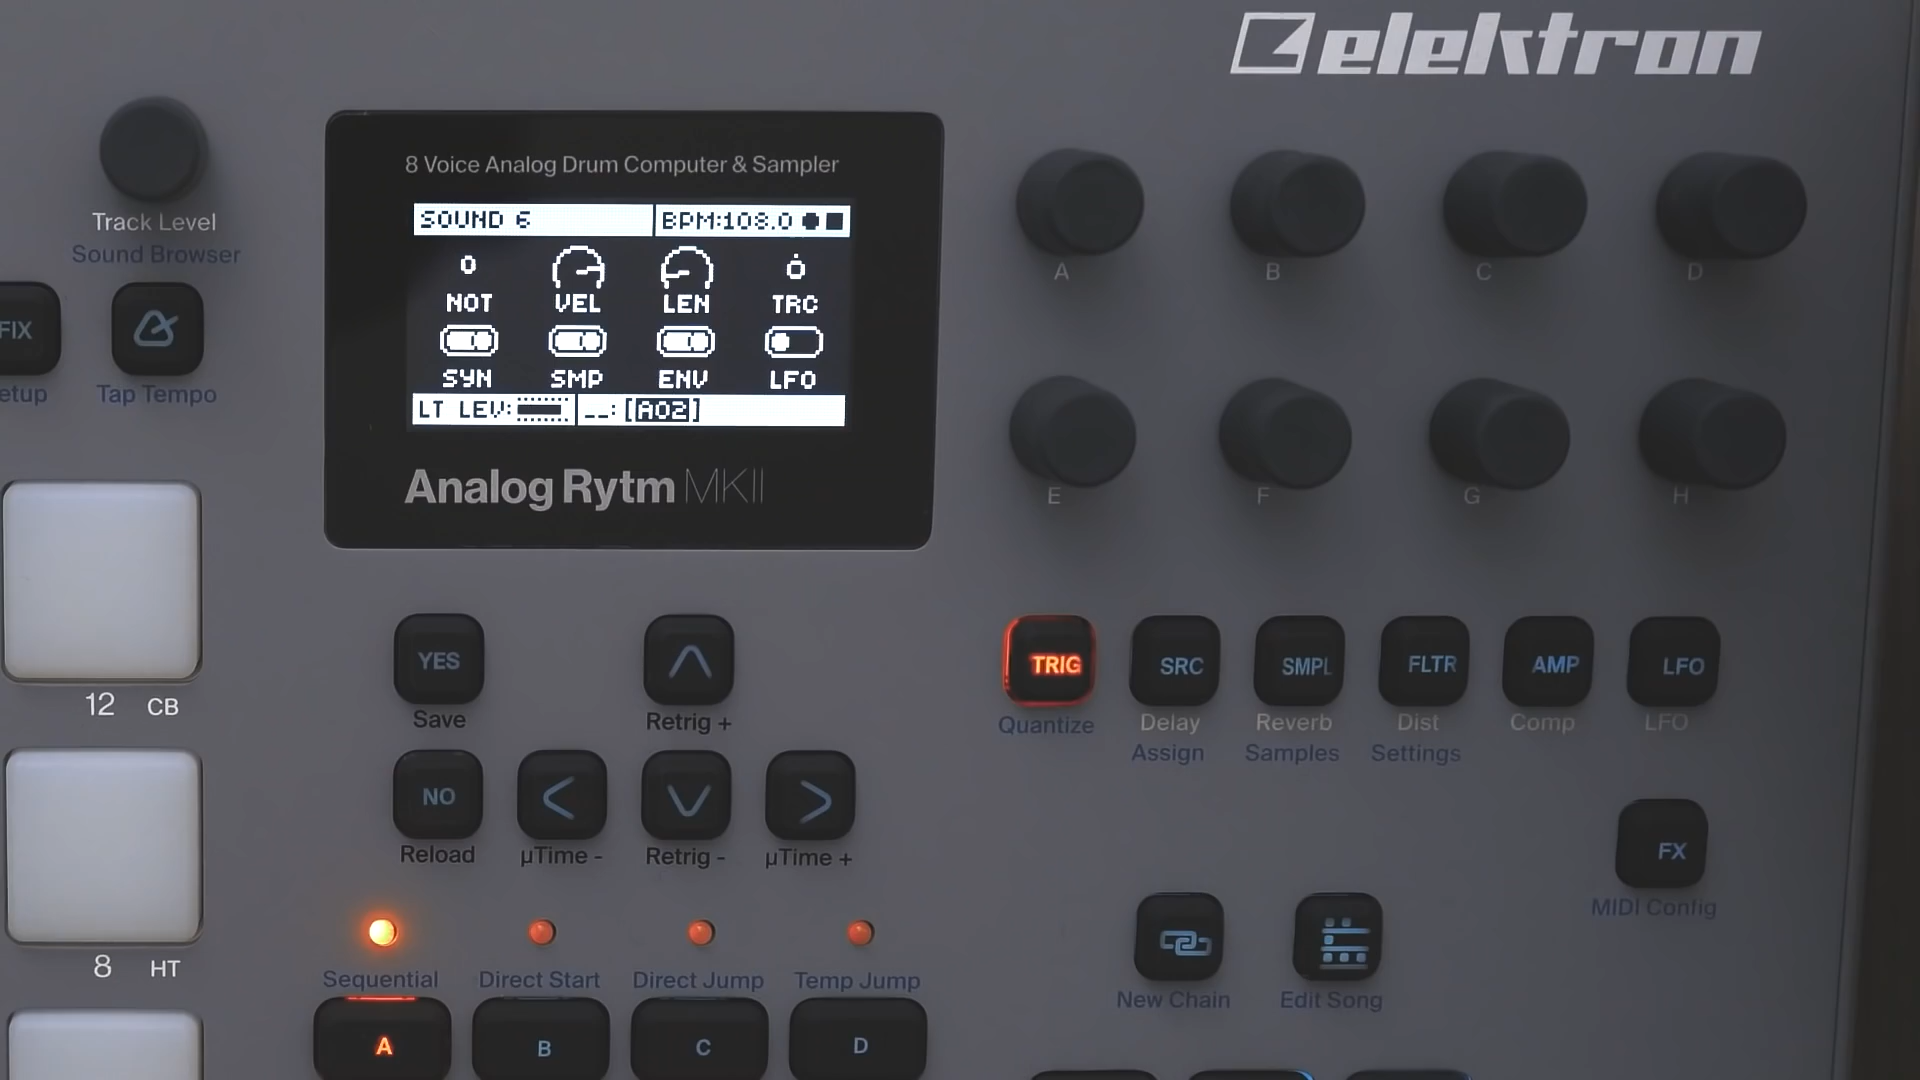 elektron
8 Voice Analog Drum Computer & Sampler
Track Level
Sound Browser
SOUND 6
BPM:108.0
0
NOT VEL LEN TRC
SYN SMP ENV LFO
LT LEV:
--: [A02]
A B C D
FIX
etup
Tap Tempo
Analog Rytm MKII
E F G H
YES
Save
Retrig +
TRIG SRC SMPL FLTR AMP LFO
Quantize Delay Reverb Dist Comp LFO
Assign Samples Settings
12 CB
NO
Reload
< 
µTime -
Retrig -
>
µTime +
FX
MIDI Config
8 HT
Sequential Direct Start Direct Jump Temp Jump
New Chain Edit Song
A B C D